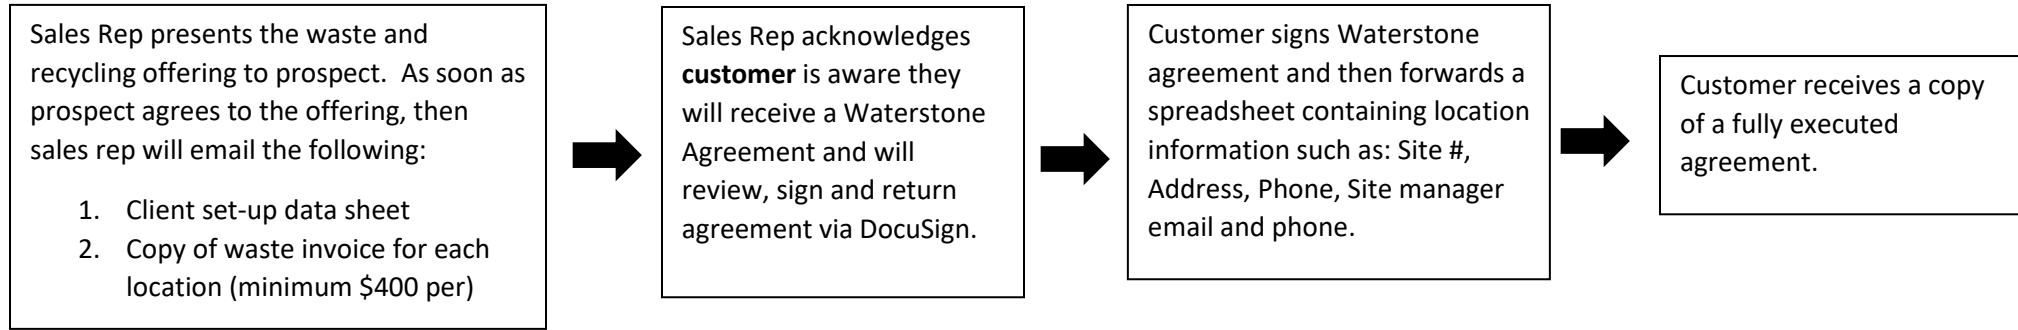 Sales Rep presents the waste and
recycling offering to prospect.  As soon as
prospect agrees to the offering, then
sales rep will email the following:
1. Client set-up data sheet
2. Copy of waste invoice for each
location (minimum $400 per)
Sales Rep acknowledges
customer is aware they
will receive a Waterstone
Agreement and will
review, sign and return
agreement via DocuSign.
Customer signs Waterstone
agreement and then forwards a
spreadsheet containing location
information such as: Site #,
Address, Phone, Site manager
email and phone.
Customer receives a copy
of a fully executed
agreement.